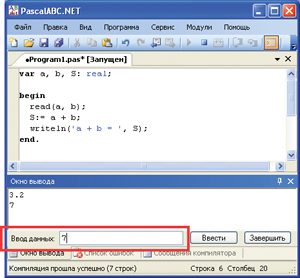 PascalABC.NET
Файл Правка Вид Программа Сервис Модули Помощь
•Program1.pas* [Запущен]
var a, b, S: real;
begin
read(a, b);
S:= a + b;
writeln('a + b = ', S);
end.
Окно вывода
3.2
7
Ввод данных: 7
Ввести
Завершить
Окно вывода Список ошибок Сообщения компилятора
Компиляция прошла успешно (7 строк) Строка 6 Столбец 20